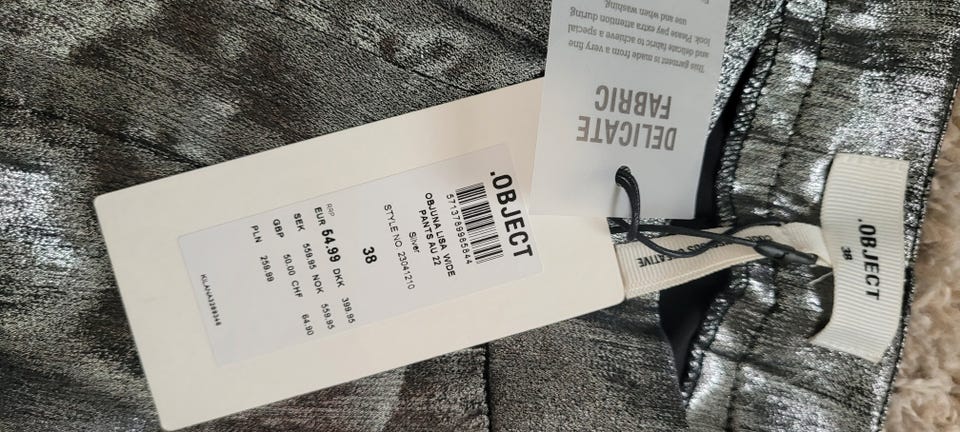 .OBJECT
5713789985844
OBJUNA LISA WIDE
PANTS AU 22
Silver
STYLE NO. 23041210
38
RRP
EUR 54.99 DKK 399.95
SEK 559.95 NOK 559.95
GBP 50.00 CHF 64.90
PLN 259.99
DELICATE
FABRIC
This garment is made from a very fine
and delicate fabric to achieve a special
look. Please pay extra attention during
use and when washing.
.OBJECT
38